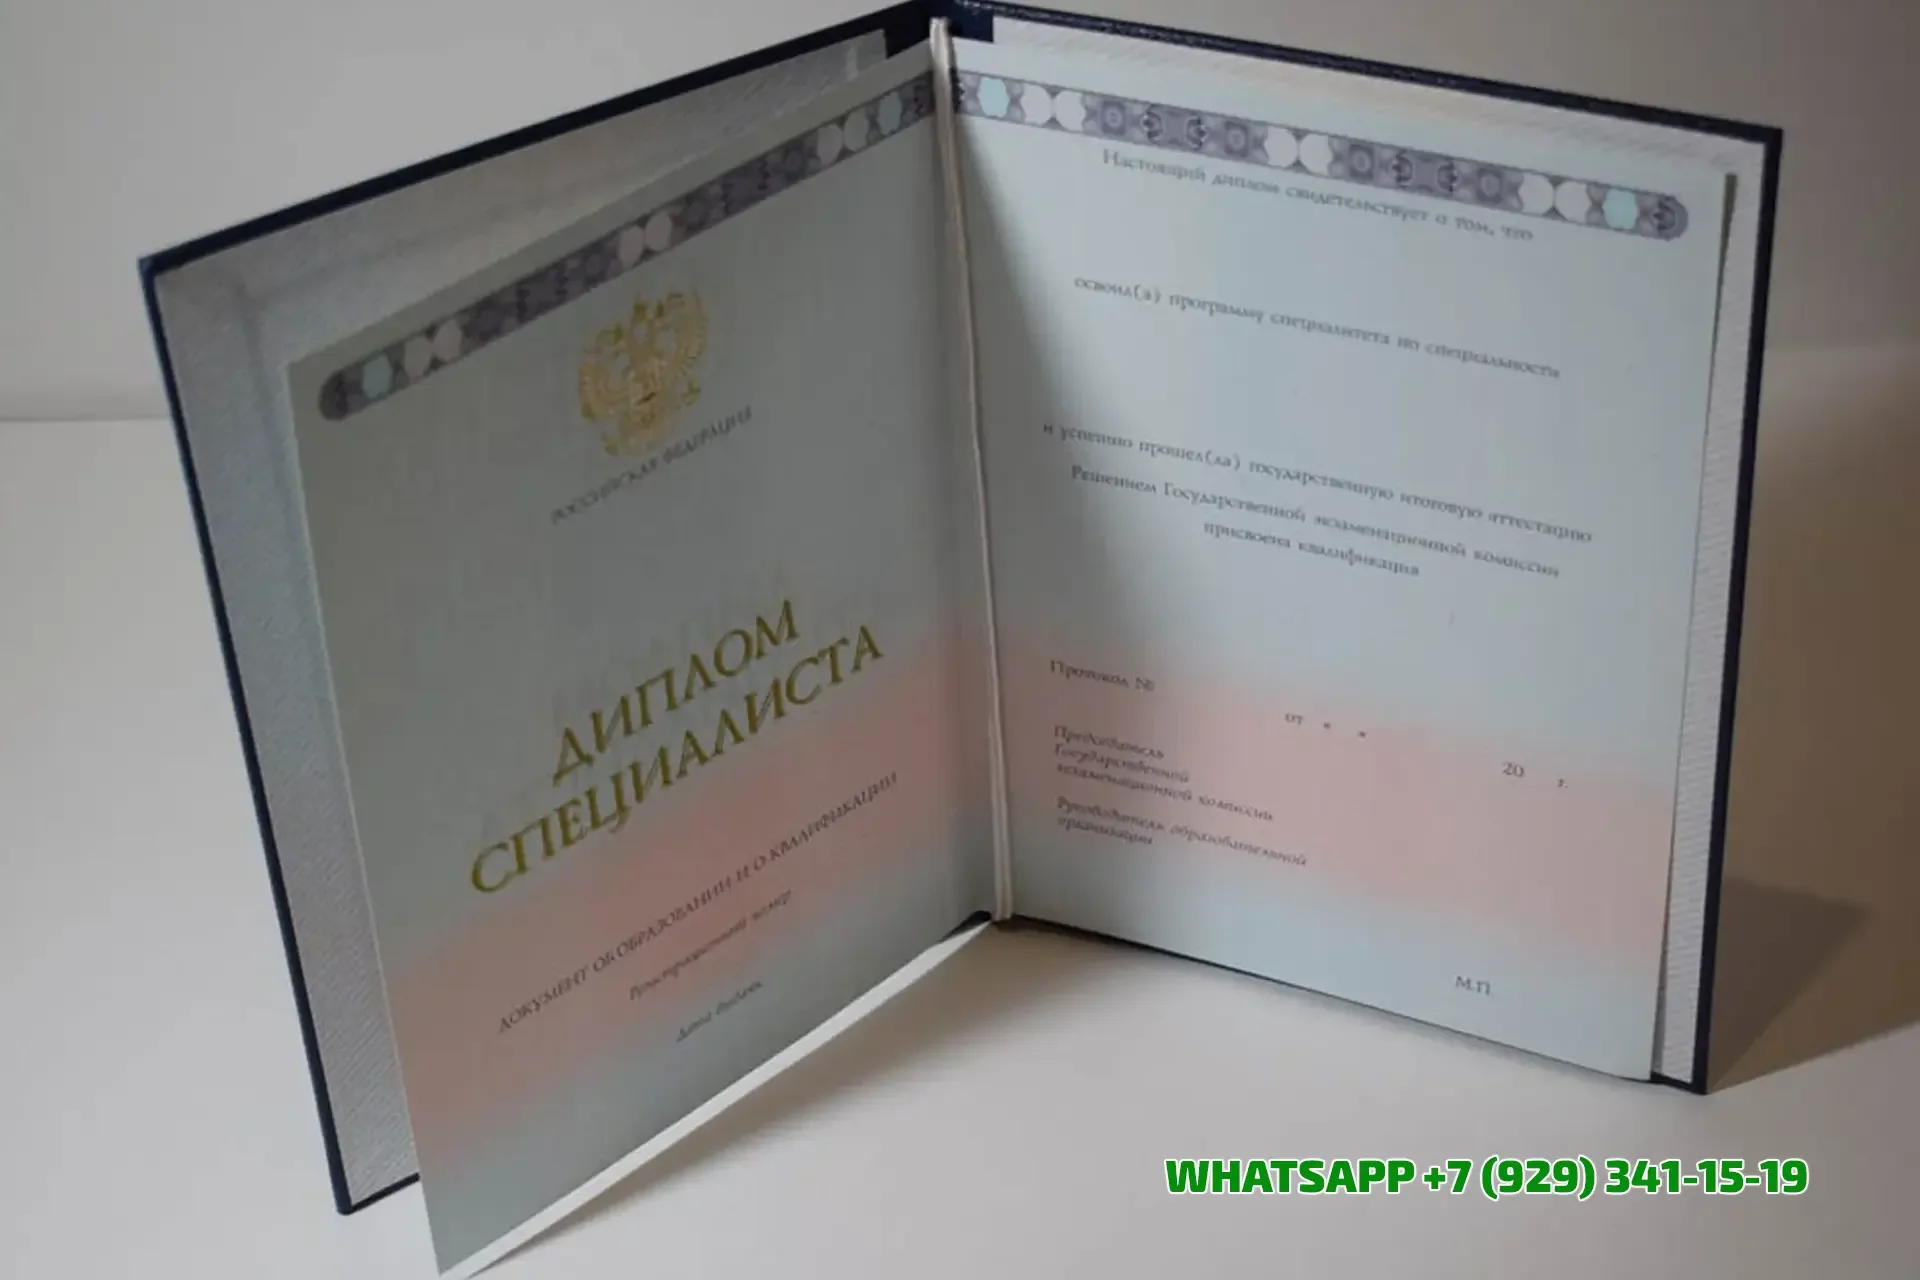 РОССИЙСКАЯ ФЕДЕРАЦИЯ
ДИПЛОМ
СПЕЦИАЛИСТА
ДОКУМЕНТ ОБ ОБРАЗОВАНИИ И О КВАЛИФИКАЦИИ
Регистрационный номер
Дата выдачи
Настоящий диплом свидетельствует о том, что
освоил(а) программу специалитета по специальности
и успешно прошел(ла) государственную итоговую аттестацию
Решением Государственной экзаменационной комиссии
присвоена квалификация
Протокол №
от « »
20 г.
Председатель
Государственной
экзаменационной комиссии
Руководитель образовательной
организации
М.П.
WHATSAPP +7 (929) 341-15-19